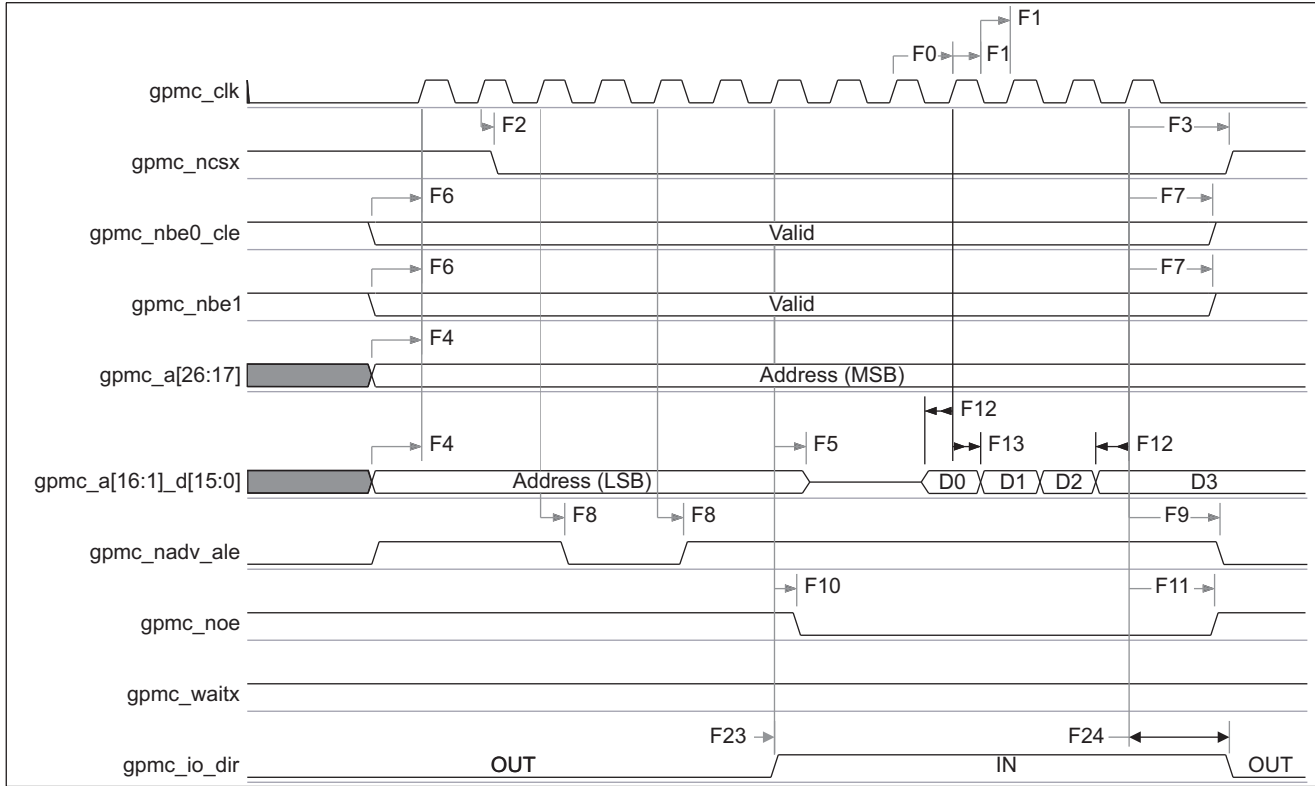 F1
F0 F1
gpmc_clk
F2 F3
gpmc_ncsx
F6 F7
gpmc_nbe0_cle Valid
F6 F7
gpmc_nbe1 Valid
F4
gpmc_a[26:17] Address (MSB)
F12
F4 F5 F13 F12
gpmc_a[16:1]_d[15:0] Address (LSB) D0 D1 D2 D3
F8 F8 F9
gpmc_nadv_ale
F10 F11
gpmc_noe
gpmc_waitx
F23 F24
gpmc_io_dir OUT IN OUT